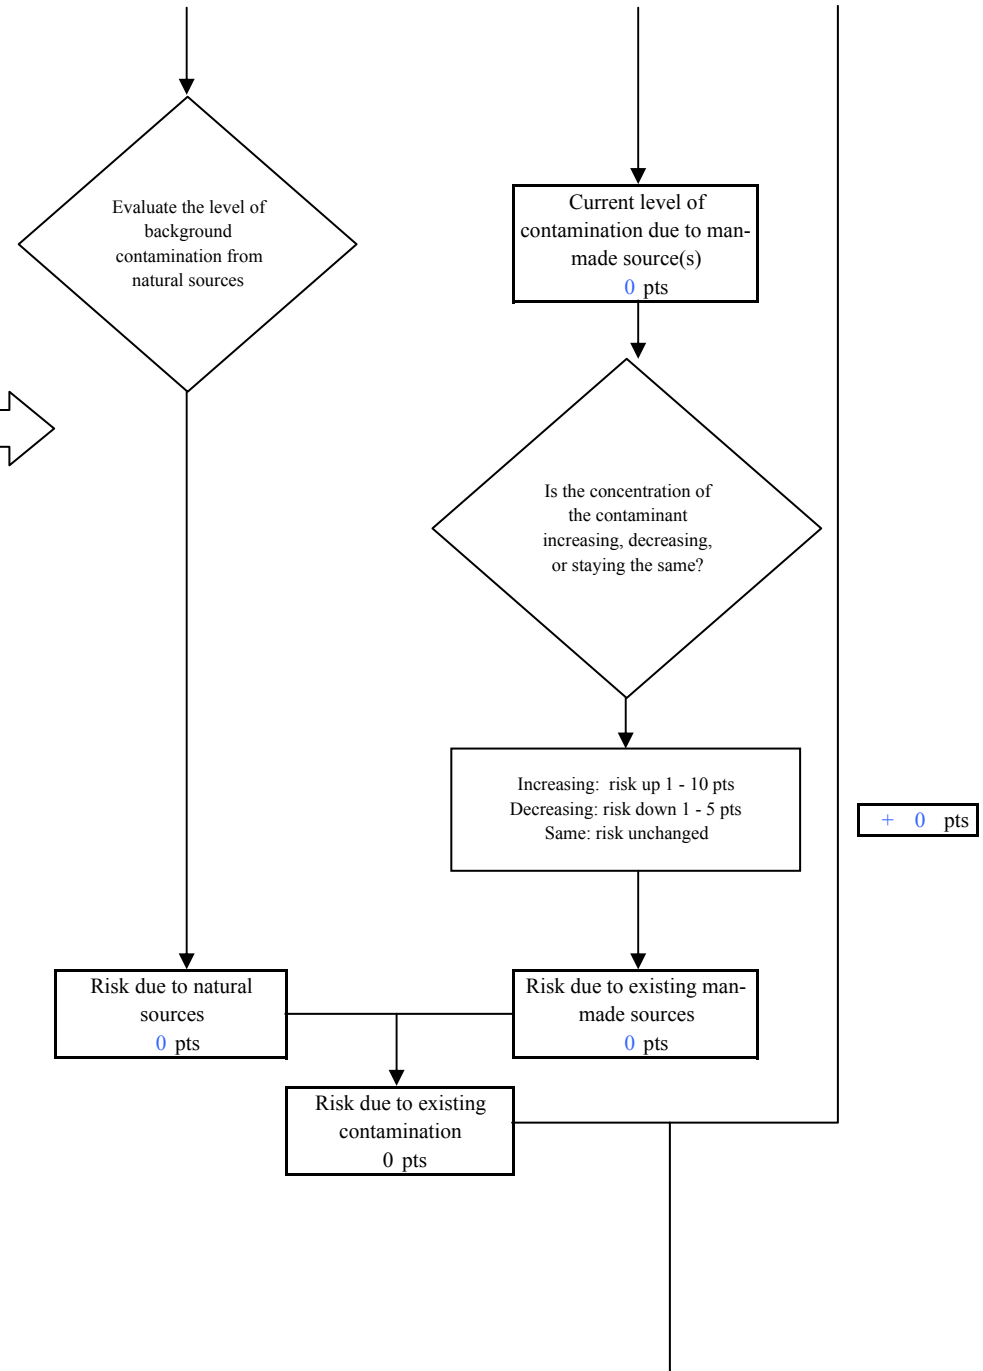 Evaluate the level of
background
contamination from
natural sources
Current level of
contamination due to man-
made source(s)
0 pts
Is the concentration of
the contaminant
increasing, decreasing,
or staying the same?
Increasing: risk up 1 - 10 pts
Decreasing: risk down 1 - 5 pts
Same: risk unchanged
+ 0 pts
Risk due to natural
sources
0 pts
Risk due to existing man-
made sources
0 pts
Risk due to existing
contamination
0 pts